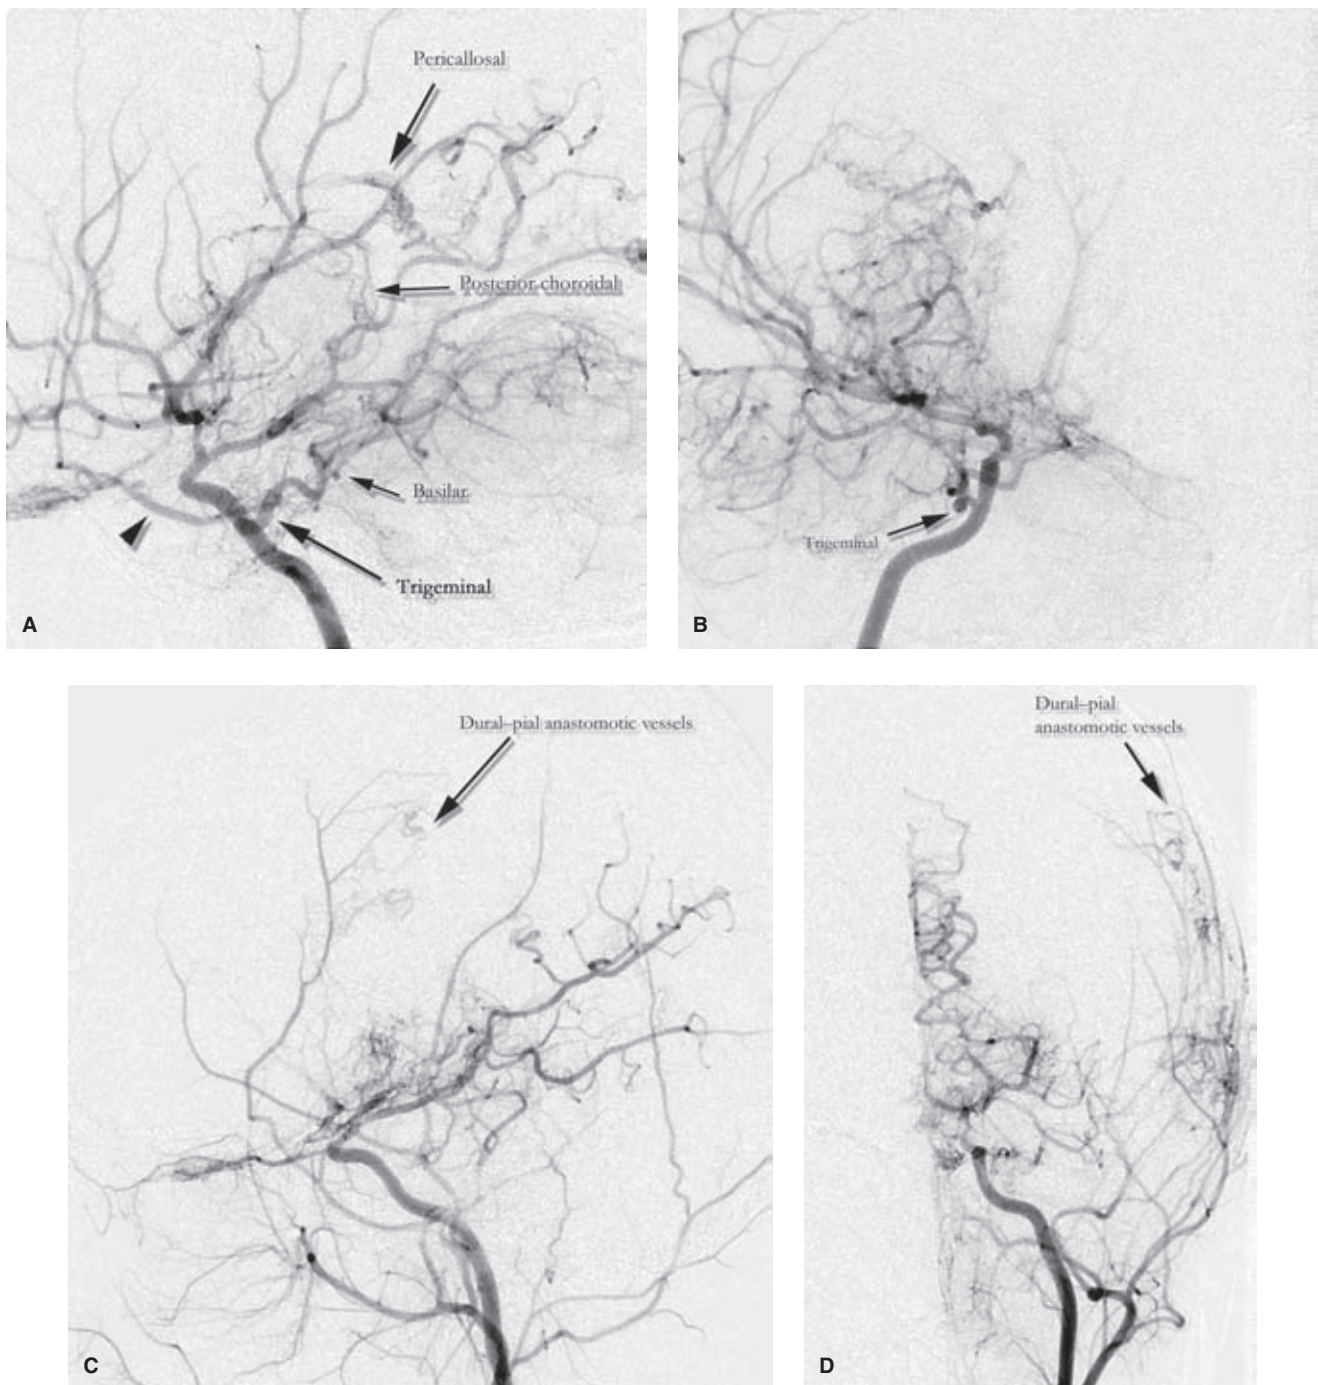 Pericallosal
Posterior choroidal
Basilar
Trigeminal
A
Trigeminal
B
Dural–pial anastomotic vessels
C
Dural–pial
anastomotic vessels
D